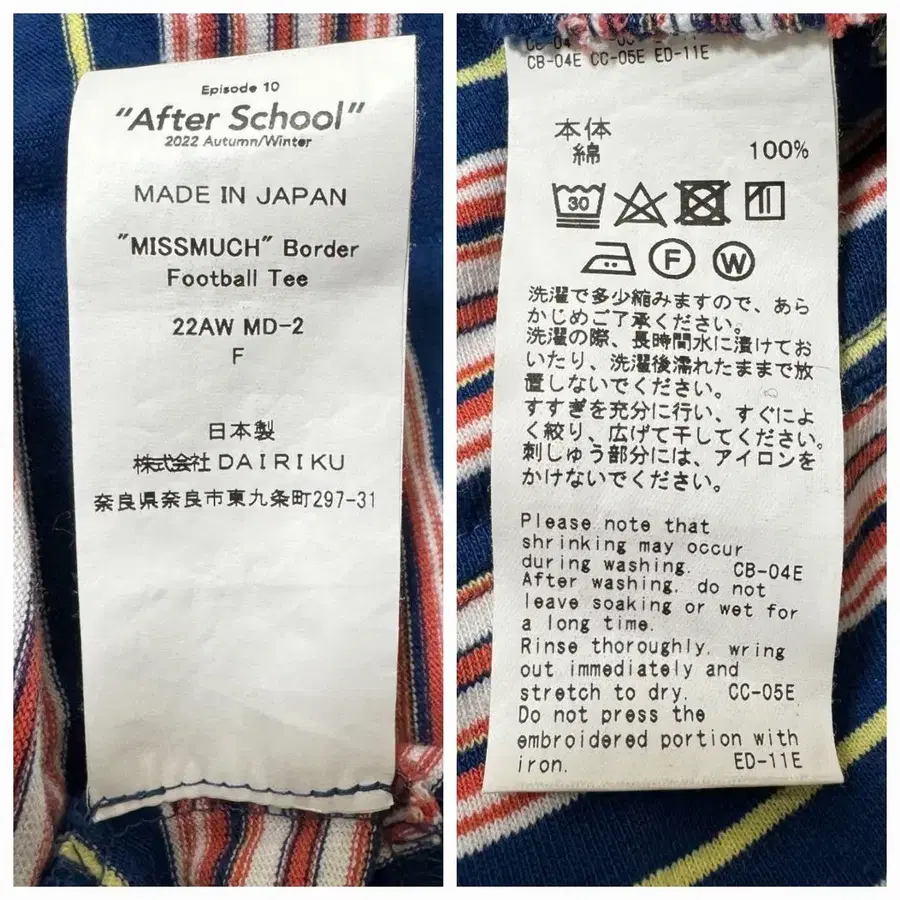 Episode 10
"After School"
2022 Autumn/Winter
MADE IN JAPAN
"MISSMUCH" Border
Football Tee
22AW MD-2
F
日本製
株式会社 DAIRIKU
奈良県奈良市東九条町297-31
CB-04E CC-05E ED-11E
本体
綿 100%
30
F W
洗濯で多少縮みますので、あら
かじめご了承ください。
洗濯の際、長時間水に漬けてお
いたり、洗濯後濡れたままで放
置しないでください。
すすぎを充分に行い、すぐによ
く絞り、広げて干してください。
刺しゅう部分には、アイロンを
かけないでください。
Please note that
shrinking may occur
during washing. CB-04E
After washing, do not
leave soaking or wet for
a long time.
Rinse thoroughly, wring
out immediately and
stretch to dry. CC-05E
Do not press the
embroidered portion with
iron. ED-11E